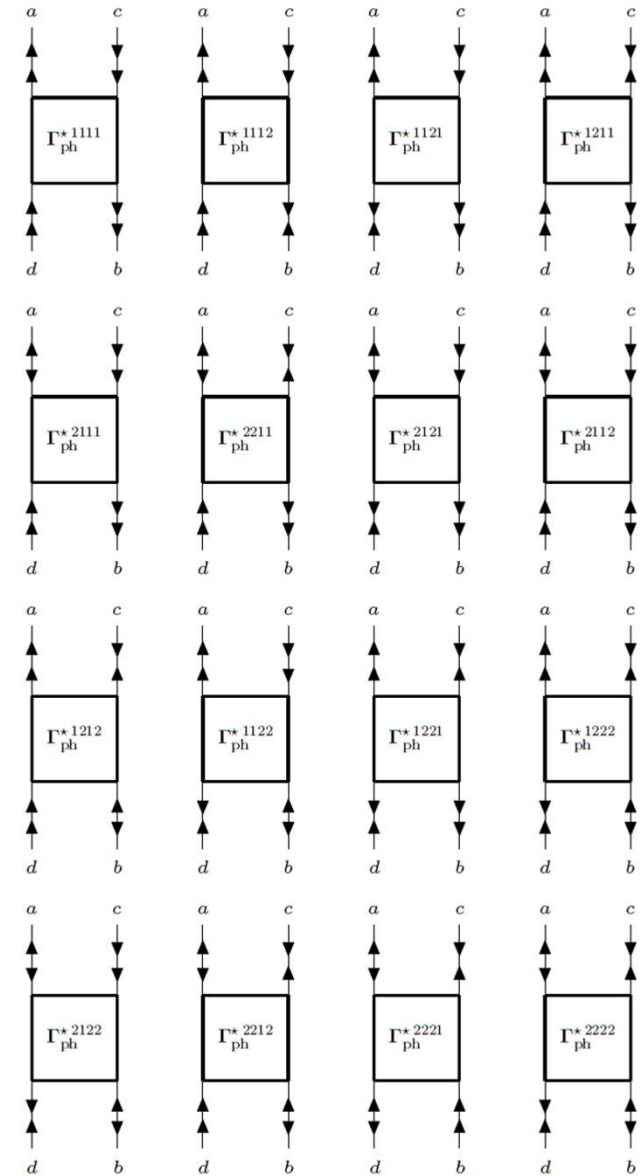 a c a c a c a c
Γ⋆1111ph Γ⋆1112ph Γ⋆1121ph Γ⋆1211ph
d b d b d b d b
a c a c a c a c
Γ⋆2111ph Γ⋆2211ph Γ⋆2121ph Γ⋆2112ph
d b d b d b d b
a c a c a c a c
Γ⋆1212ph Γ⋆1122ph Γ⋆1221ph Γ⋆1222ph
d b d b d b d b
a c a c a c a c
Γ⋆2122ph Γ⋆2212ph Γ⋆2221ph Γ⋆2222ph
d b d b d b d b